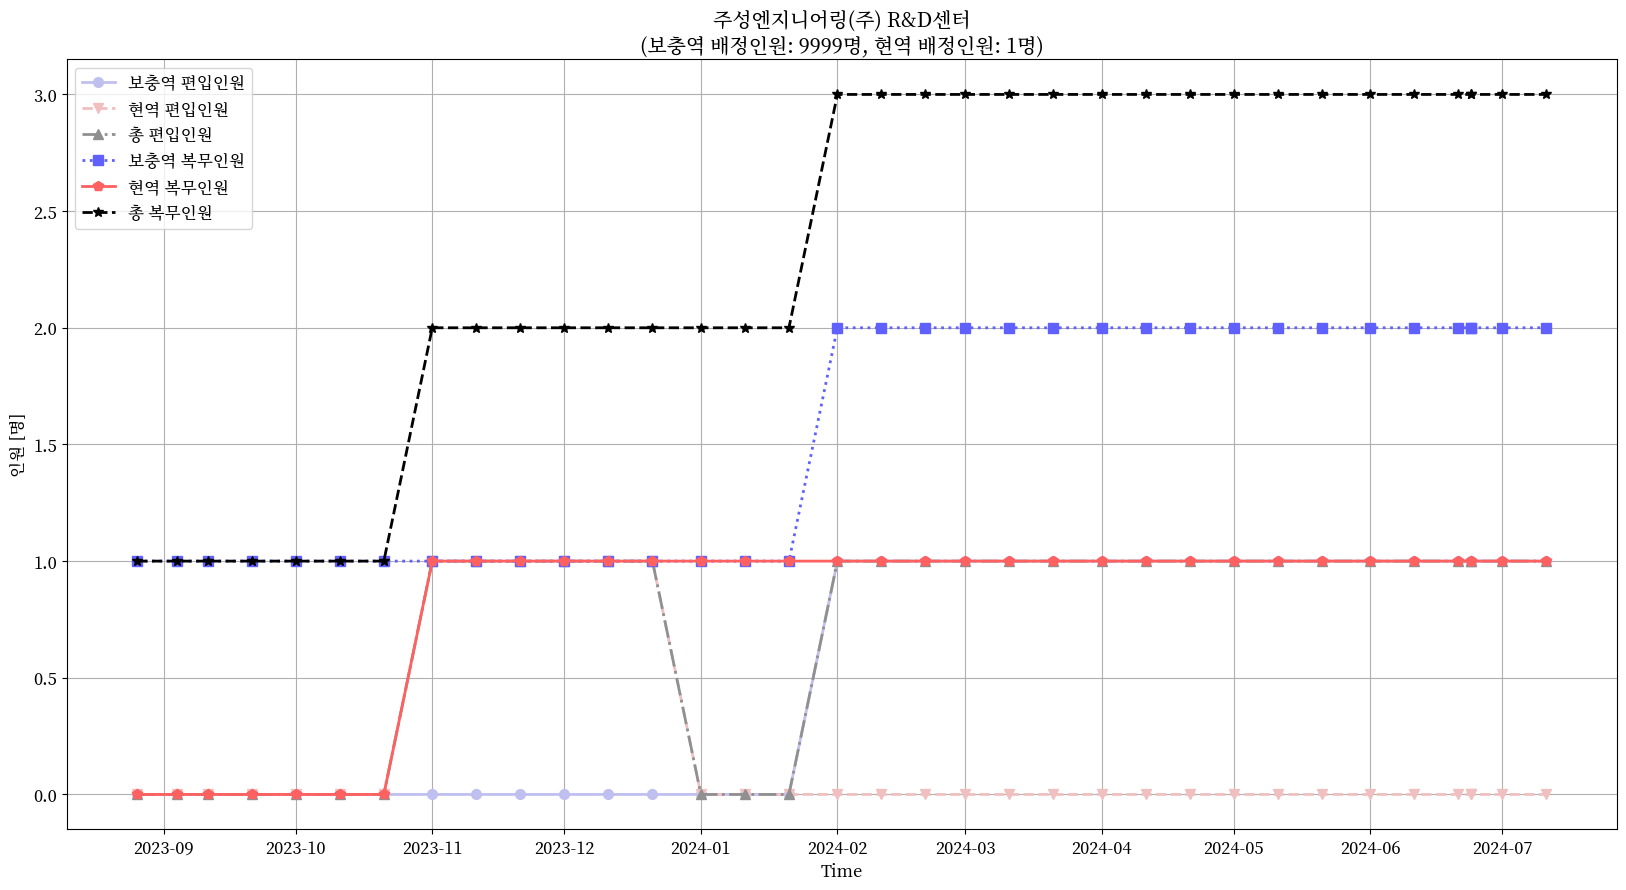 주성엔지니어링(주) R&D센터
(보충역 배정인원: 9999명, 현역 배정인원: 1명)
보충역 편입인원
현역 편입인원
총 편입인원
보충역 복무인원
현역 복무인원
총 복무인원
인원 [명]
3.0
2.5
2.0
1.5
1.0
0.5
0.0
2023-09 2023-10 2023-11 2023-12 2024-01 2024-02 2024-03 2024-04 2024-05 2024-06 2024-07
Time